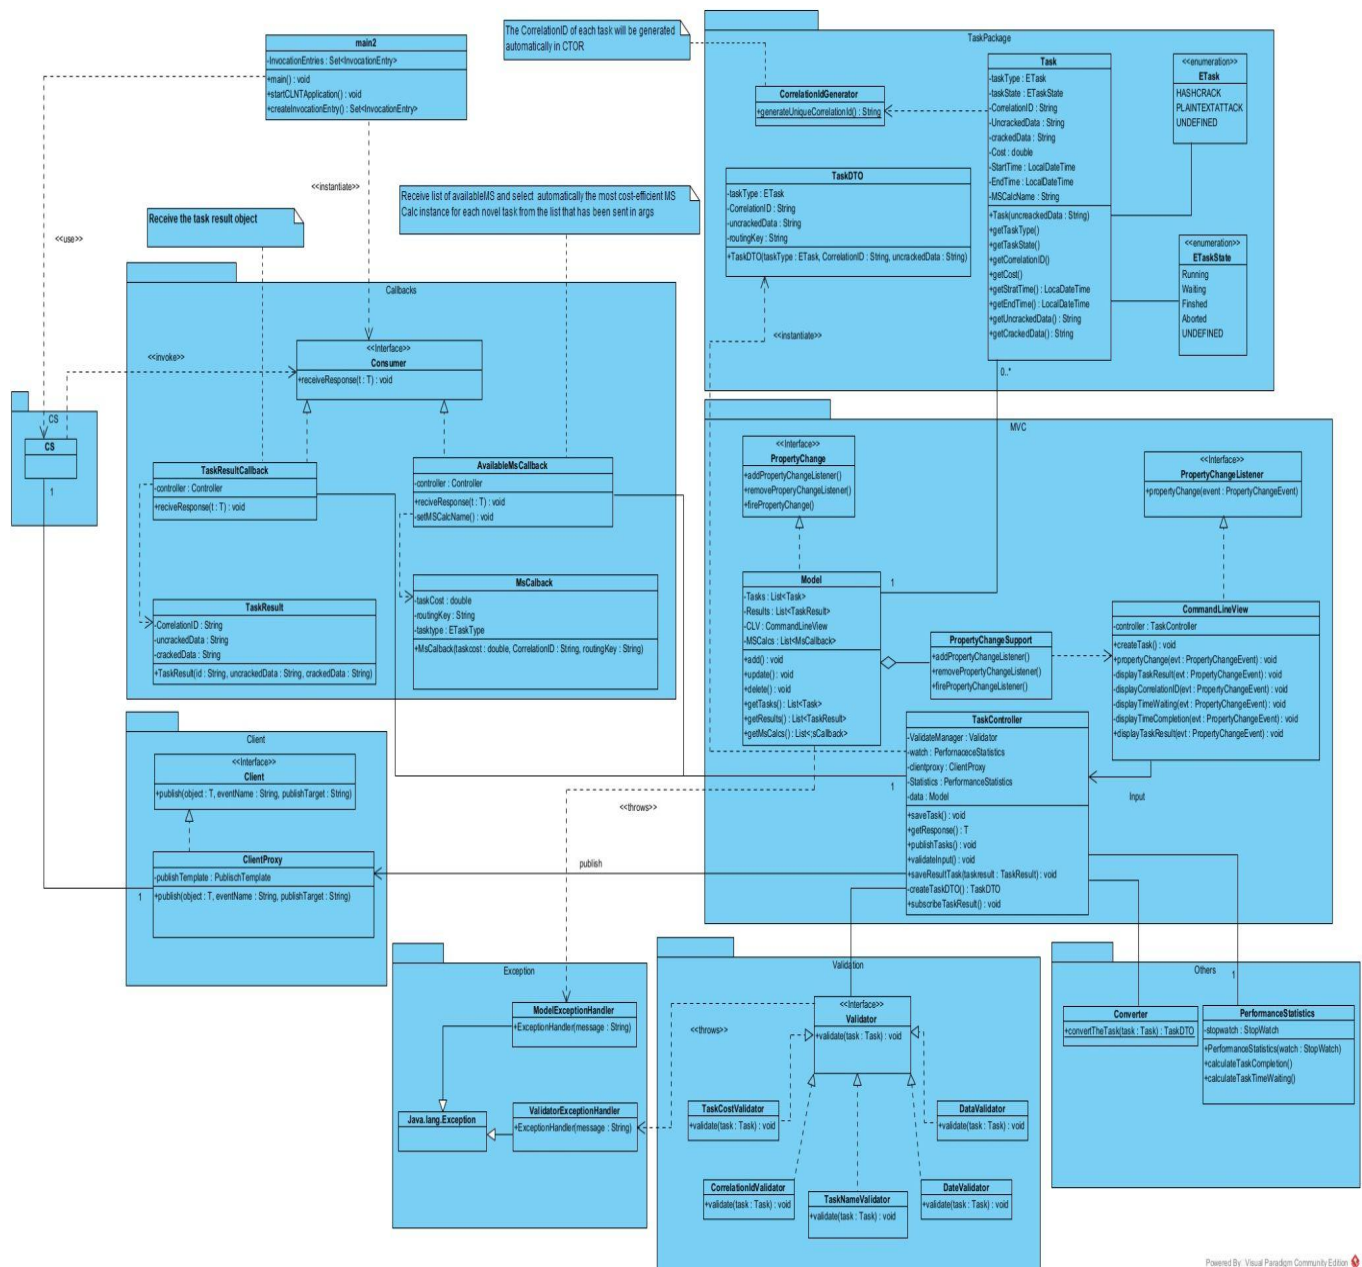 main2
-InvocationEntries : Set<InvocationEntry>
+main() : void
+startCLNTApplication() : void
+createInvocationEntry() : Set<InvocationEntry>
The CorrelationID of each task will be generated
automatically in CTOR
<<instantiate>>
<<use>>
Receive the task result object
Receive list of availableMS and select automatically the most cost-efficient MS
Calc instance for each novel task from the list that has been sent in args
TaskPackage
CorrelationIdGenerator
+generateUniqueCorrelationId() : String
Task
-taskType : ETask
-taskState : ETaskState
-CorrelationID : String
-UncrackedData : String
-crackedData : String
-Cost : double
-StartTime : LocalDateTime
-EndTime : LocalDateTime
-MSCalcName : String
+Task(uncreackedData : String)
+getTaskType()
+getTaskState()
+getCorrelationID()
+getCost()
+getStratTime() : LocaDateTime
+getEndTime() : LocalDateTime
+getUncrackedData() : String
+getCrackedData() : String
<<enumeration>>
ETask
HASHCRACK
PLAINTEXTATTACK
UNDEFINED
<<enumeration>>
ETaskState
Running
Waiting
Finshed
Aborted
UNDEFINED
TaskDTO
-taskType : ETask
-CorrelationID : String
-uncrackedData : String
-routingKey : String
+TaskDTO(taskType : ETask, CorrelationID : String, uncrackedData : String)
<<instantiate>>
0..*
Callbacks
<<invoke>>
<<Interface>>
Consumer
+receiveResponse(t : T) : void
CS
CS
1
TaskResultCallback
-controller : Controller
+reciveResponse(t : T) : void
AvailableMsCallback
-controller : Controller
+reciveResponse(t : T) : void
-setMSCalcName() : void
TaskResult
-CorrelationID : String
-uncrackedData : String
-crackedData : String
+TaskResult(id : String, uncrackedData : String, crackedData : String)
MsCalback
-taskCost : double
-routingKey : String
-tasktype : ETaskType
+MsCalback(taskcost : double, CorrelationID : String, routingKey : String)
MVC
<<Interface>>
PropertyChange
+addPropertyChangeListener()
+removeProperyChangeListener()
+firePropertyChange()
<<Interface>>
PropertyChangeListener
+propertyChange(event : PropertyChangeEvent)
Model
-Tasks : List<Task>
-Results : List<TaskResult>
-CLV : CommandLineView
-MSCalcs : List<MsCallback>
+add() : void
+update() : void
+delete() : void
+getTasks() : List<Task>
+getResults() : List<TaskResult>
+getMsCalcs() : List<;sCallback>
1
PropertyChangeSupport
+addPropertyChangeListener()
+removePropertyChangeListener()
+firePropertyChangeListener()
CommandLineView
-controller : TaskController
+createTask() : void
+propertyChange(evt : PropertyChangeEvent) : void
-displayTaskResult(evt : PropertyChangeEvent) : void
-displayCorrelationID(evt : PropertyChangeEvent) : void
-displayTimeWaiting(evt : PropertyChangeEvent) : void
-displayTimeCompletion(evt : PropertyChangeEvent) : void
+displayTaskResult(evt : PropertyChangeEvent) : void
TaskController
-ValidateManager : Validator
-watch : PerfornaceceStatistics
-clientproxy : ClientProxy
-Statistics : PerformanceStatistics
-data : Model
+saveTask() : void
+getResponse() : T
+publishTasks() : void
+validateInput() : void
+saveResultTask(taskresult : TaskResult) : void
-createTaskDTO() : TaskDTO
+subscribeTaskResult() : void
1
Input
Client
<<Interface>>
Client
+publish(object : T, eventName : String, publishTarget : String)
ClientProxy
-publishTemplate : PublischTemplate
+publish(object : T, eventName : String, publishTarget : String)
1
<<throws>>
publish
Exception
ModelExceptionHandler
+ExceptionHandler(message : String)
Java.lang.Exception
ValidatorExceptionHandler
+ExceptionHandler(message : String)
Validation
<<throws>>
<<Interface>>
Validator
+validate(task : Task) : void
TaskCostValidator
+validate(task : Task) : void
DataValidator
+validate(task : Task) : void
CorrelationIdValidator
+validate(task : Task) : void
TaskNameValidator
+validate(task : Task) : void
DateValidator
+validate(task : Task) : void
Others
1
Converter
+convertTheTask(task : Task) : TaskDTO
PerformanceStatistics
-stopwatch : StopWatch
+PerformanceStatistics(watch : StopWatch)
+calculateTaskCompletion()
+calculateTaskTimeWaiting()
Powered By: Visual Paradigm Community Edition